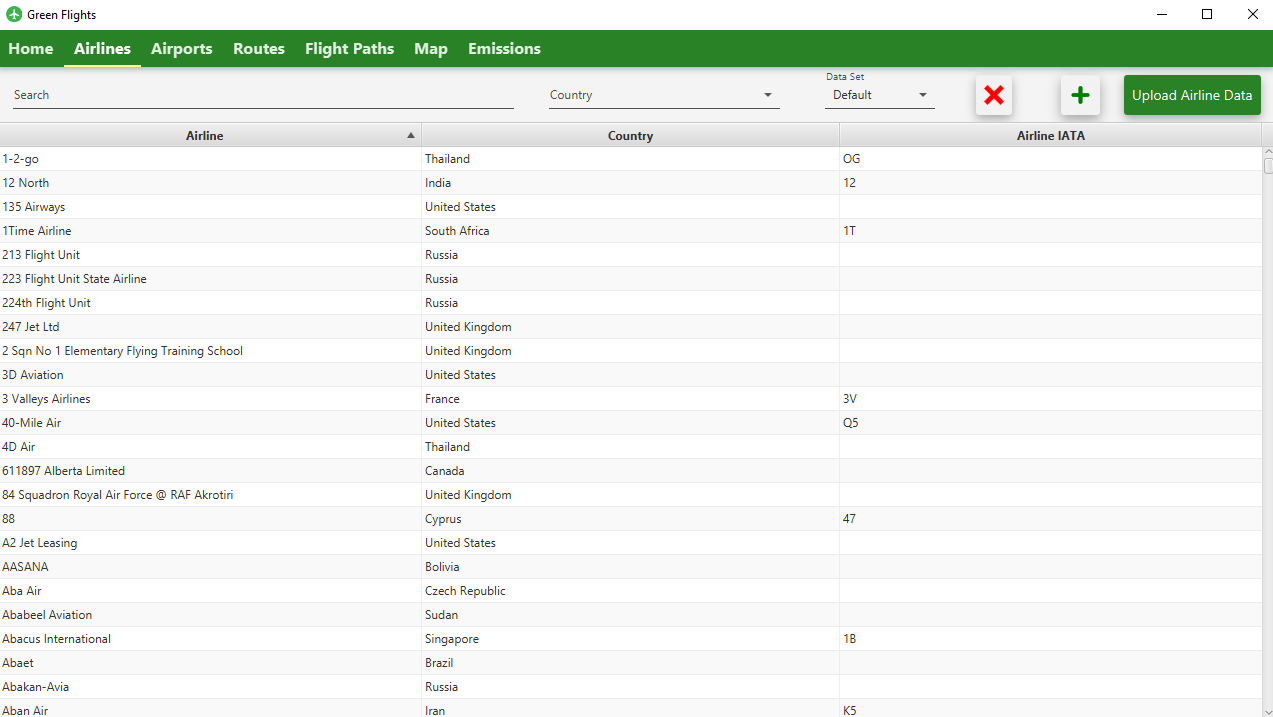 Green Flights
Home Airlines Airports Routes Flight Paths Map Emissions
Data Set
Search Country Default Upload Airline Data
Airline Country Airline IATA
1-2-go Thailand OG
12 North India 12
135 Airways United States
1Time Airline South Africa 1T
213 Flight Unit Russia
223 Flight Unit State Airline Russia
224th Flight Unit Russia
247 Jet Ltd United Kingdom
2 Sqn No 1 Elementary Flying Training School United Kingdom
3D Aviation United States
3 Valleys Airlines France 3V
40-Mile Air United States Q5
4D Air Thailand
611897 Alberta Limited Canada
84 Squadron Royal Air Force @ RAF Akrotiri United Kingdom
88 Cyprus 47
A2 Jet Leasing United States
AASANA Bolivia
Aba Air Czech Republic
Ababeel Aviation Sudan
Abacus International Singapore 1B
Abaet Brazil
Abakan-Avia Russia
Aban Air Iran K5